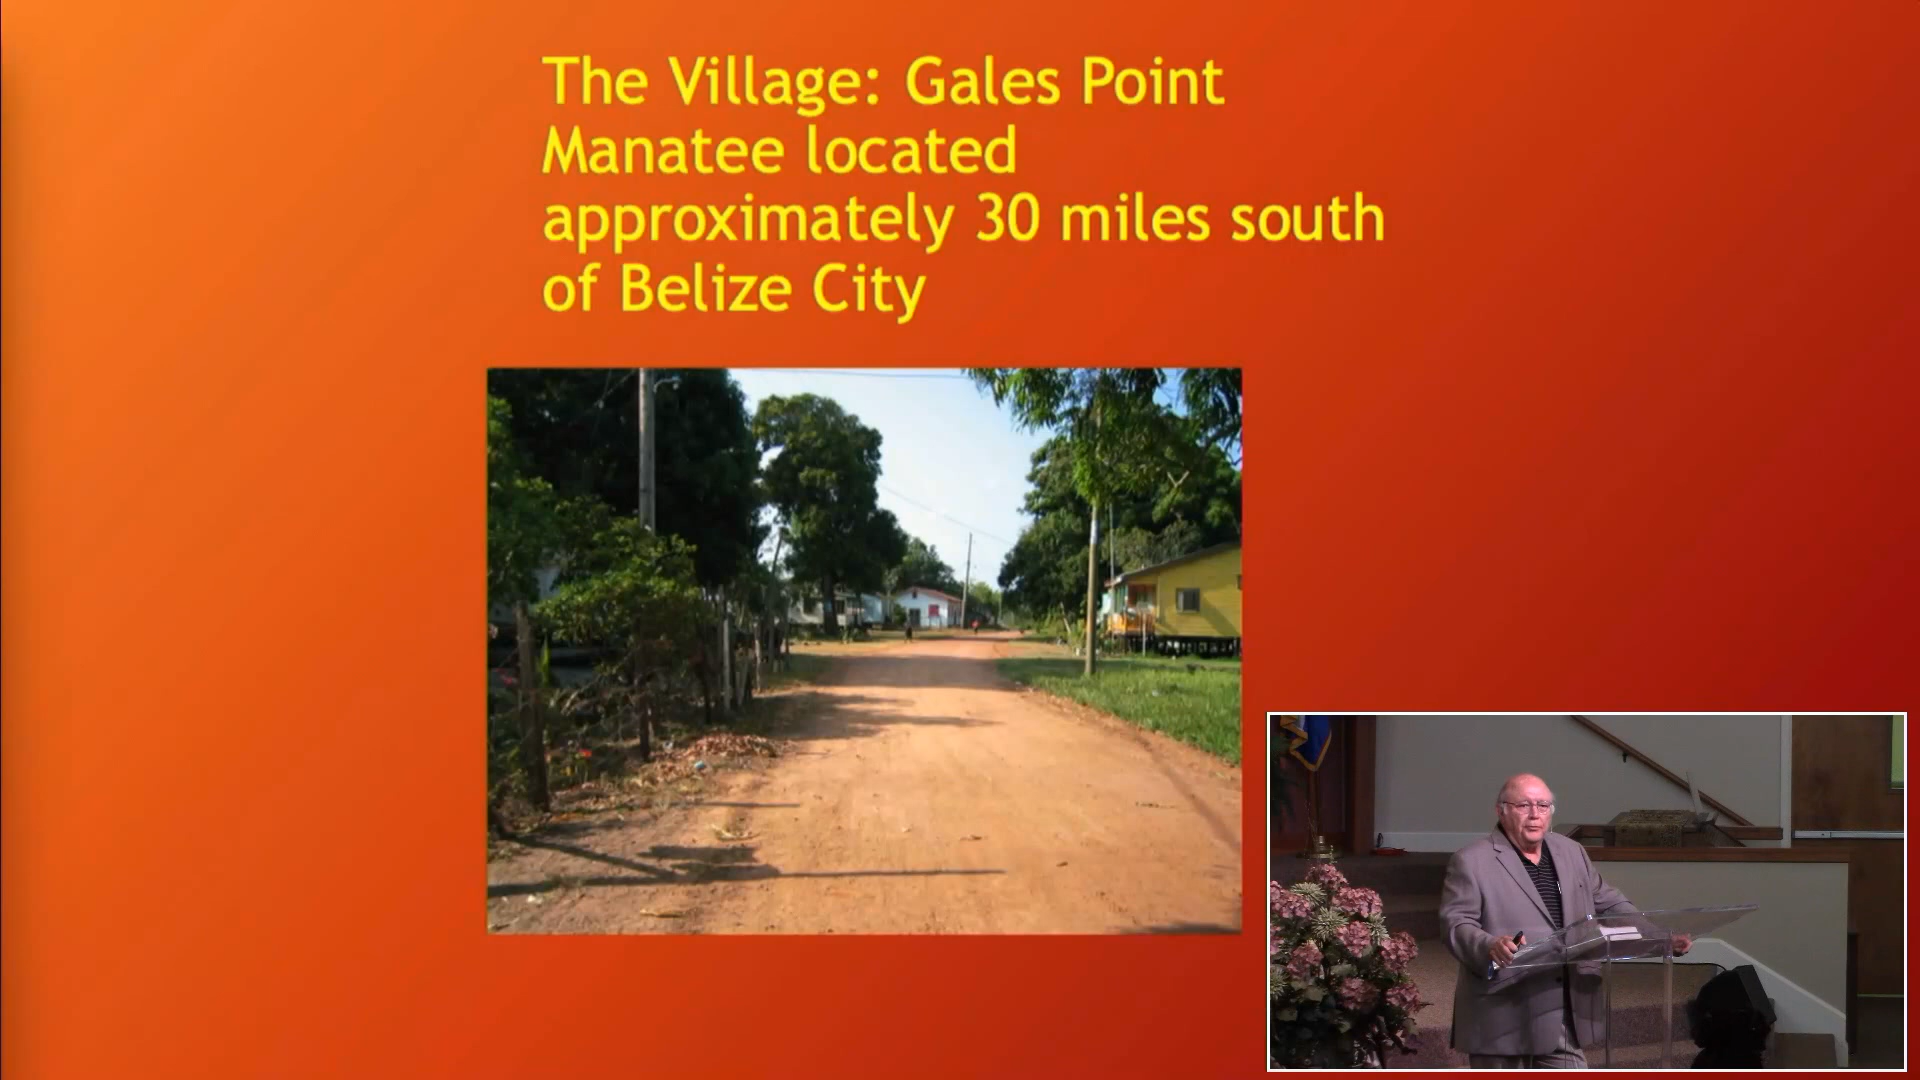 The Village: Gales Point
Manatee located
approximately 30 miles south
of Belize City